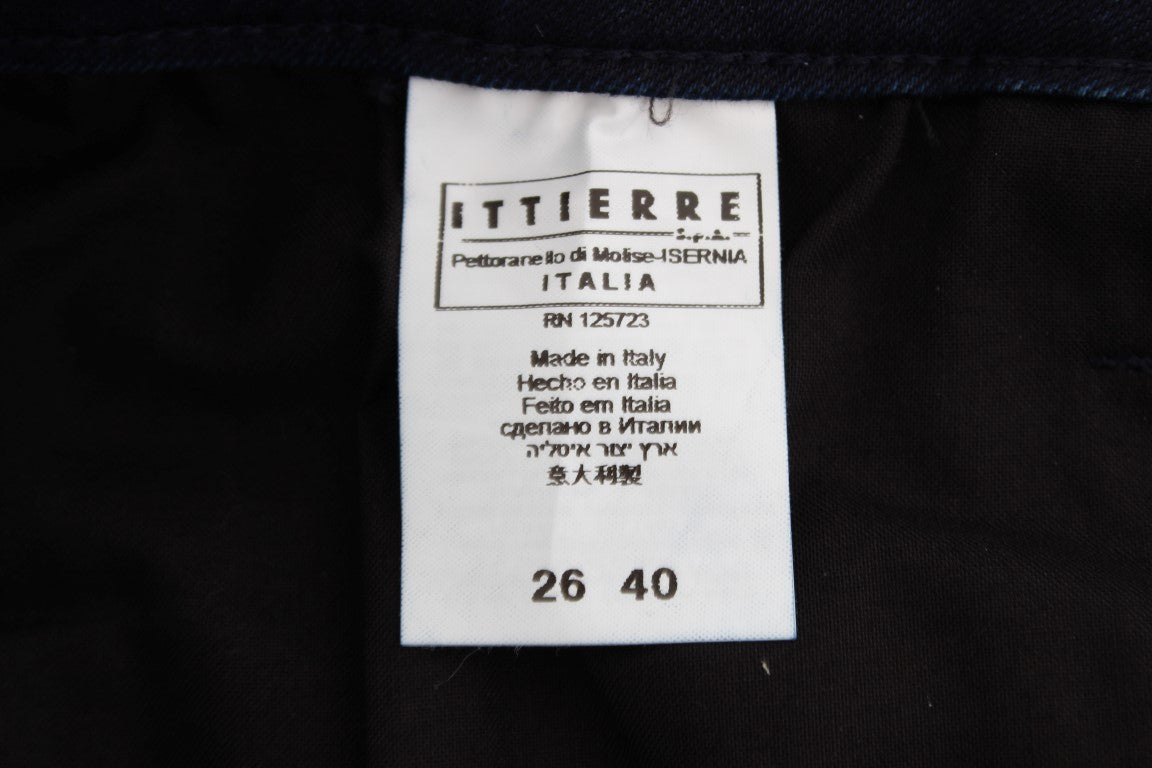 ITTIERRE
S.p.A.
Pettoranello di Molise-ISERNIA
ITALIA
RN 125723
Made in Italy
Hecho en Italia
Feito em Italia
сделано в Италии
ארץ יצור איטליה
意大利製
26 40